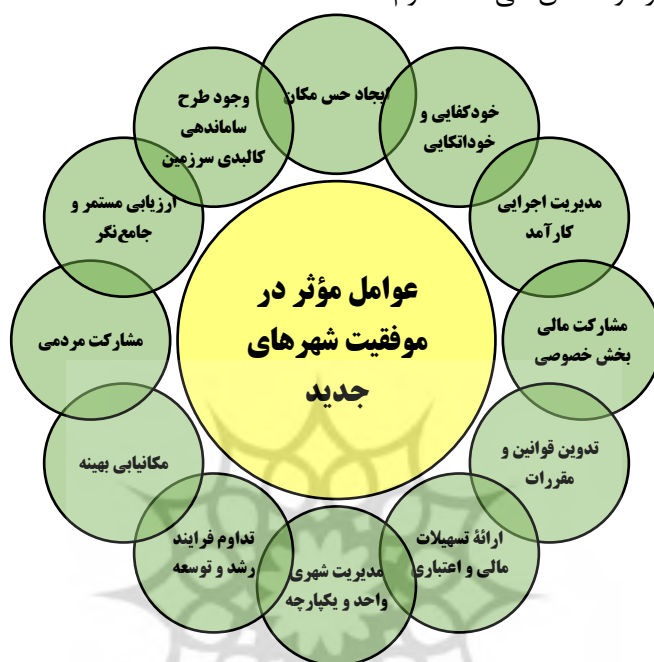 عوامل مؤثر در
موفقیت شهرهای
جدید
ایجاد حس مکان
خودکفایی و
خوداتکایی
مدیریت اجرایی
کارآمد
مشارکت مالی
بخش خصوصی
تدوین قوانین و
مقررات
ارائۀ تسهیلات
مالی و اعتباری
مدیریت شهری
واحد و یکپارچه
تداوم فرایند
رشد و توسعه
مکانیابی بهینه
مشارکت مردمی
ارزیابی مستمر و
جامع‌نگر
وجود طرح
ساماندهی
کالبدی سرزمین